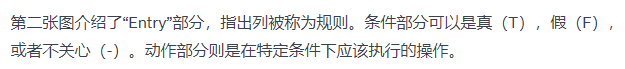 第二张图介绍了“Entry”部分，指出列被称为规则。条件部分可以是真（T），假（F），
或者不关心（-）。动作部分则是在特定条件下应该执行的操作。